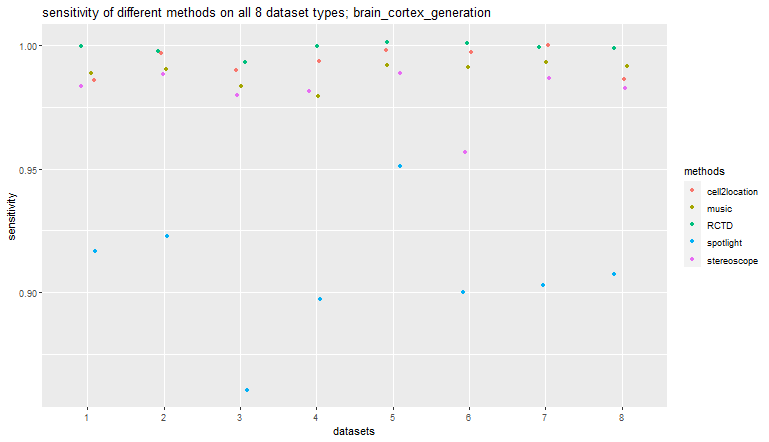 sensitivity of different methods on all 8 dataset types; brain_cortex_generation
1.00
0.95
0.90
sensitivity
1 2 3 4 5 6 7 8
datasets
methods
cell2location
music
RCTD
spotlight
stereoscope